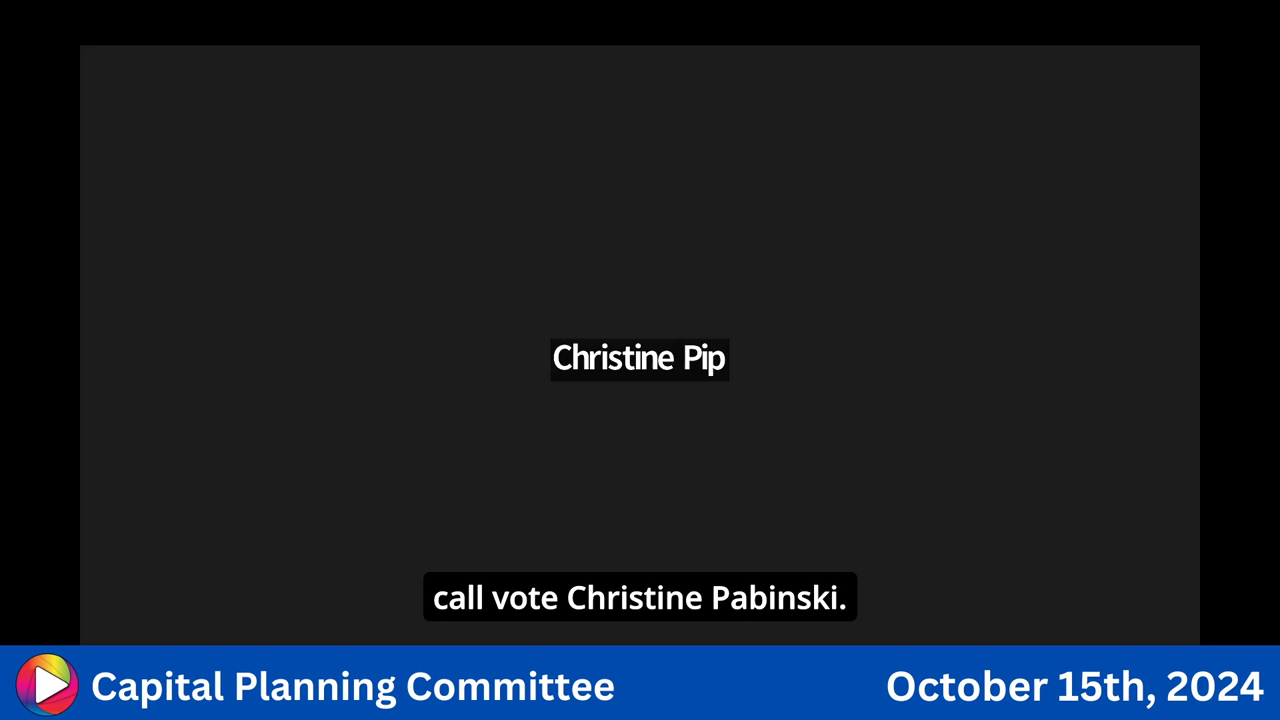 Christine Pip
call vote Christine Pabinski.
Capital Planning Committee
October 15th, 2024